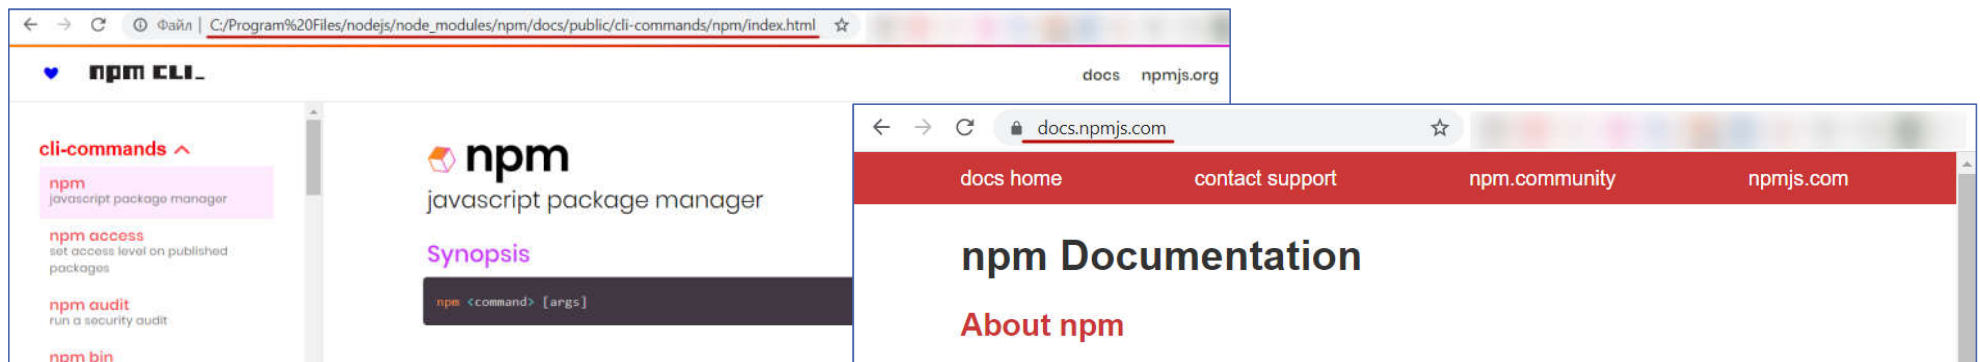 Файл | C:/Program%20Files/nodejs/node_modules/npm/docs/public/cli-commands/npm/index.html
npm CLI_
docs npmjs.org
cli-commands
npm
javascript package manager
npm access
set access level on published
packages
npm audit
run a security audit
npm bin
npm
javascript package manager
Synopsis
npm <command> [args]
docs.npmjs.com
docs home contact support npm.community npmjs.com
npm Documentation
About npm